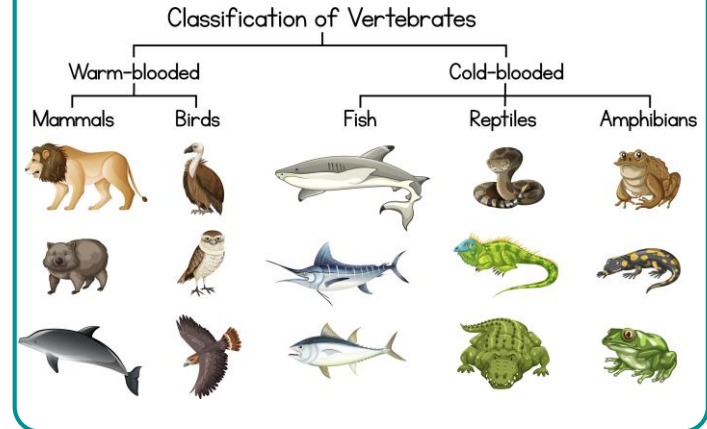 Classification of Vertebrates
Warm-blooded
Cold-blooded
Mammals
Birds
Fish
Reptiles
Amphibians